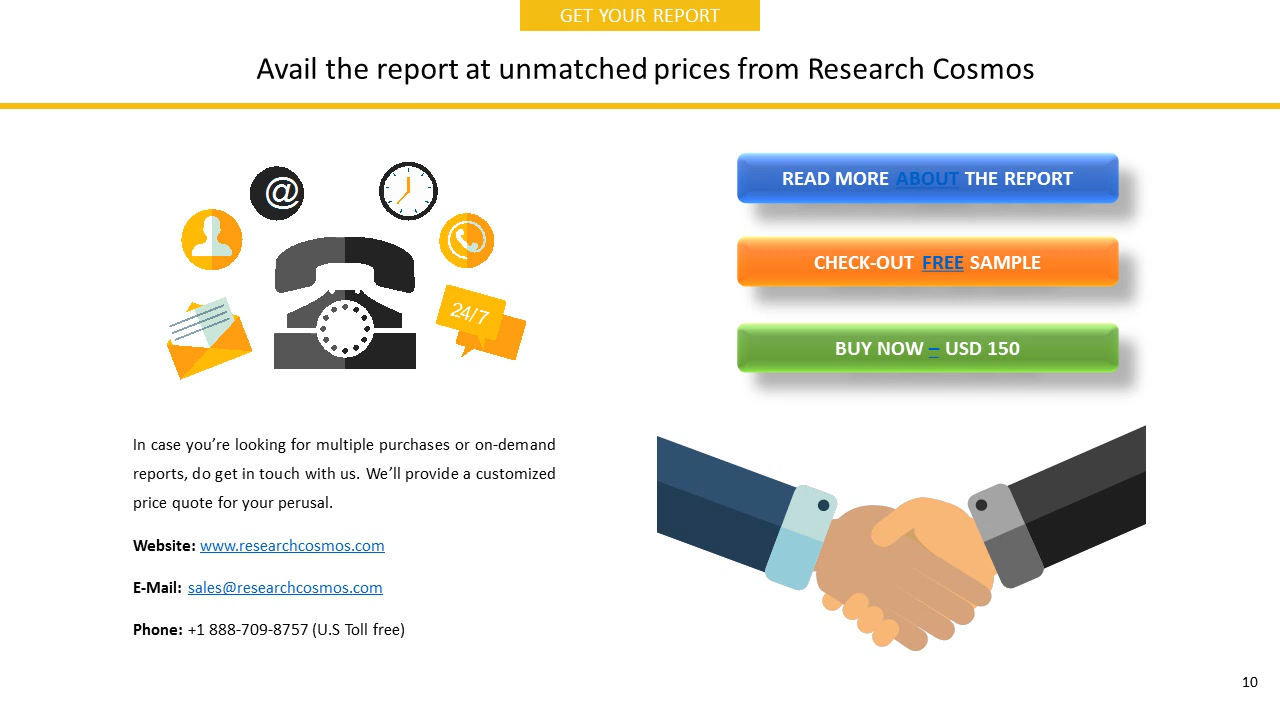 GET YOUR REPORT
Avail the report at unmatched prices from Research Cosmos
@
24/7
READ MORE ABOUT THE REPORT
CHECK-OUT FREE SAMPLE
BUY NOW – USD 150
In case you’re looking for multiple purchases or on-demand
reports, do get in touch with us. We’ll provide a customized
price quote for your perusal.
Website: www.researchcosmos.com
E-Mail: sales@researchcosmos.com
Phone: +1 888-709-8757 (U.S Toll free)
10